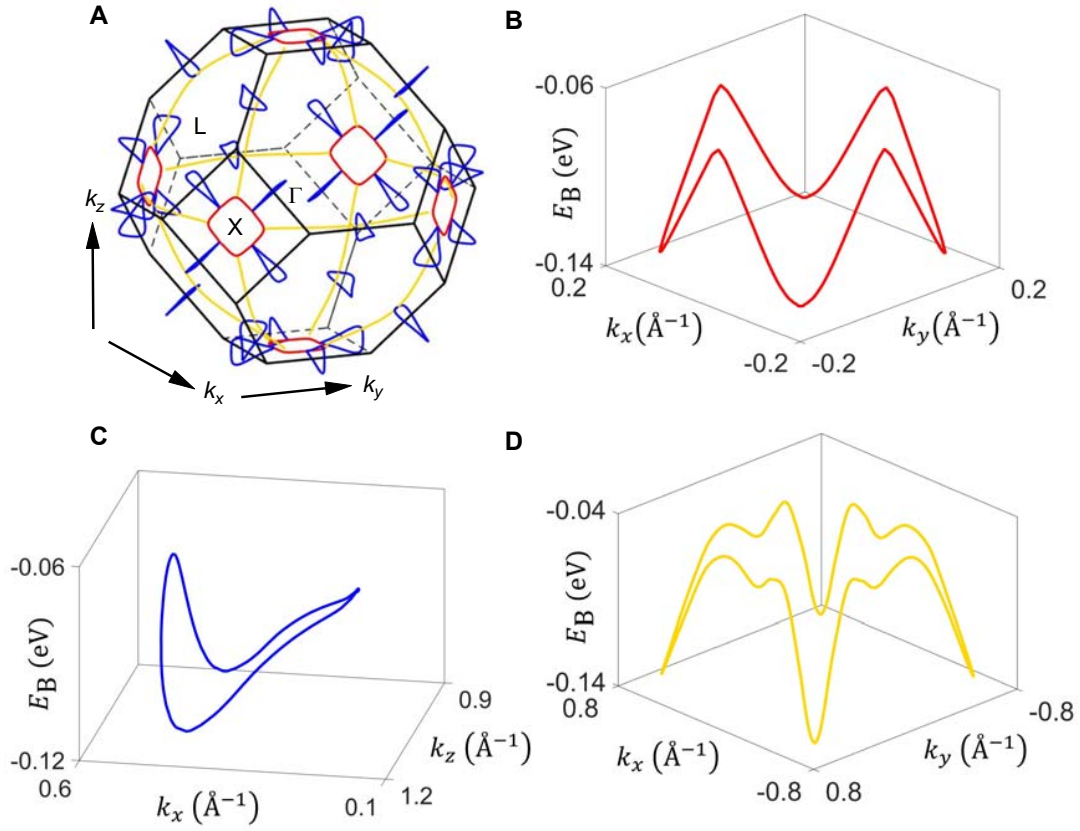 A
L
Γ
X
k_z
k_x
k_y
B
-0.06
E_B (eV)
-0.14
0.2
0.2
k_x(Å⁻¹)
k_y(Å⁻¹)
-0.2
-0.2
C
-0.06
E_B (eV)
-0.12
0.6
k_x (Å⁻¹)
0.1
1.2
0.9
k_z (Å⁻¹)
D
-0.04
E_B (eV)
-0.14
0.8
-0.8
k_x (Å⁻¹)
k_y (Å⁻¹)
-0.8
0.8